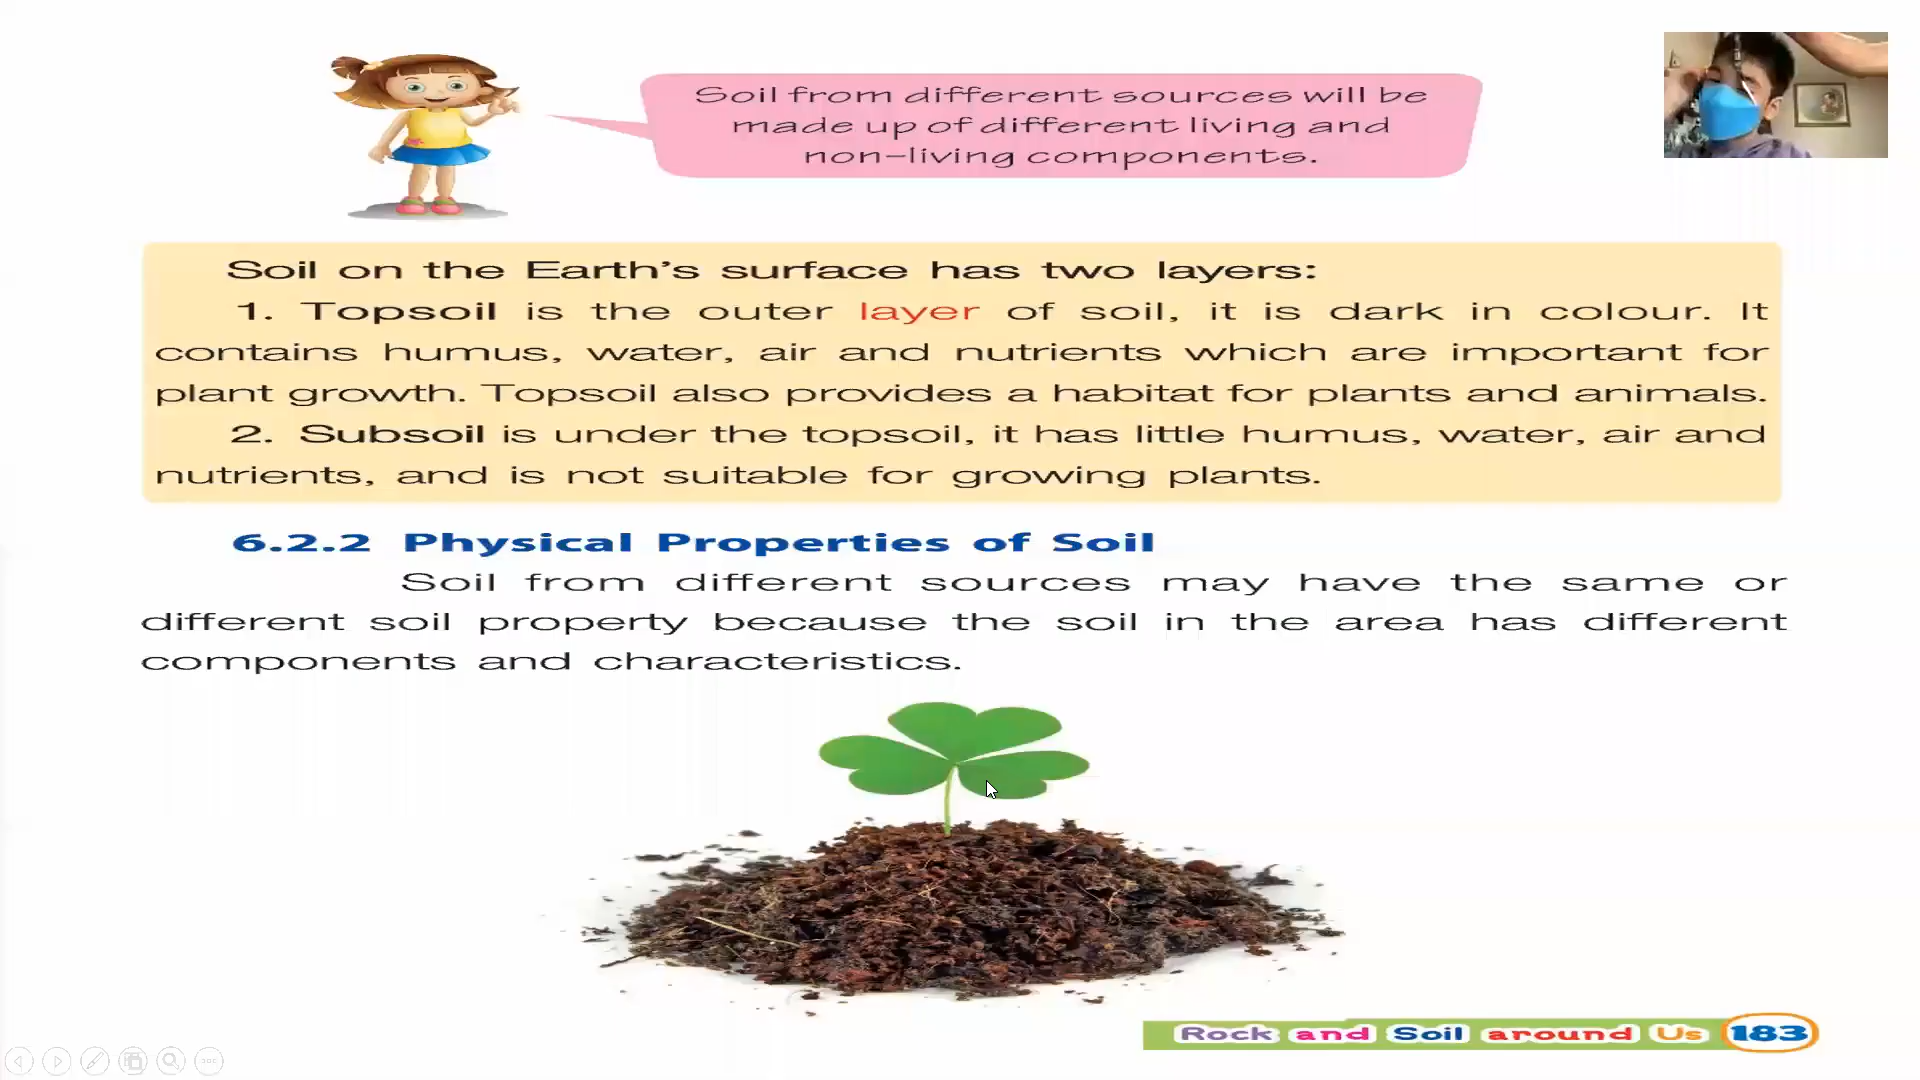 Soil from different sources will be
made up of different living and
non-living components.
Soil on the Earth's surface has two layers:
1. Topsoil is the outer layer of soil, it is dark in colour. It
contains humus, water, air and nutrients which are important for
plant growth. Topsoil also provides a habitat for plants and animals.
2. Subsoil is under the topsoil, it has little humus, water, air and
nutrients, and is not suitable for growing plants.
6.2.2 Physical Properties of Soil
Soil from different sources may have the same or
different soil property because the soil in the area has different
components and characteristics.
Rock and Soil around Us 183